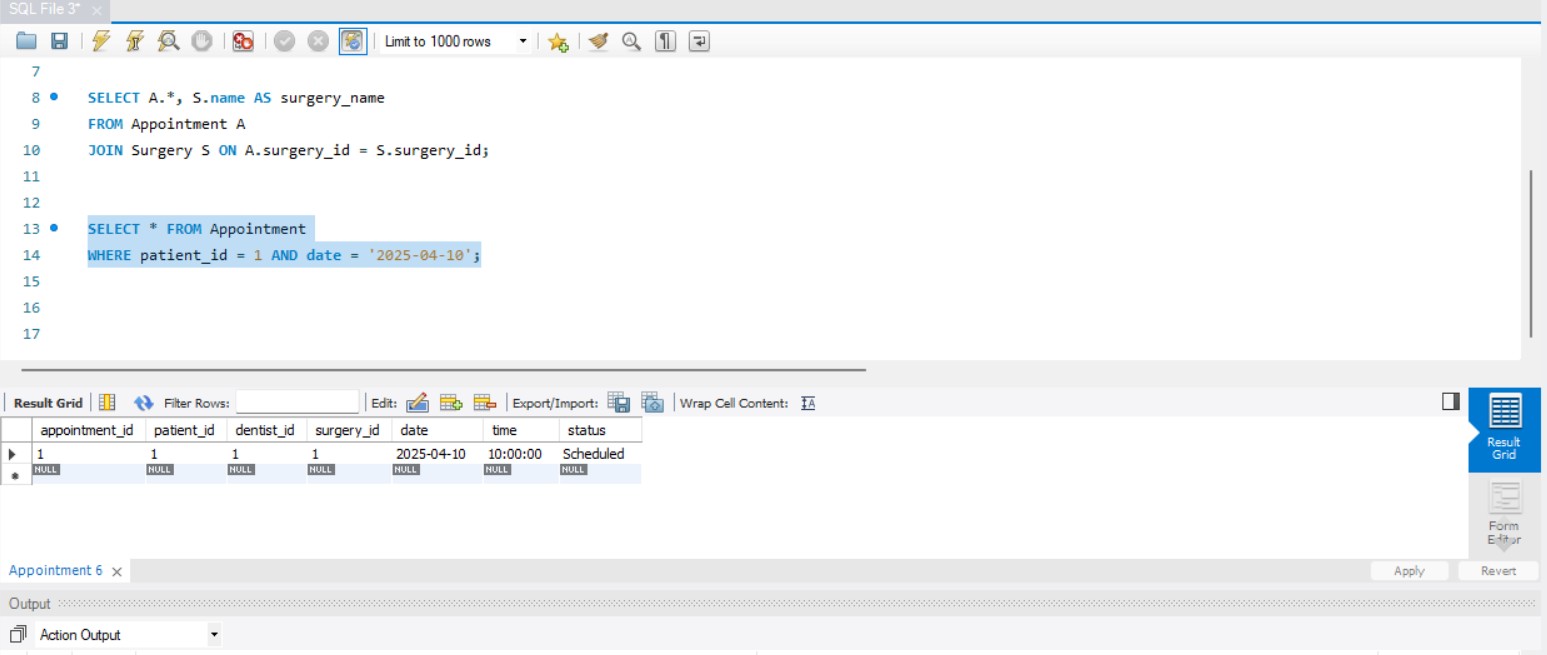 SQL File 3*
Limit to 1000 rows
7
8 SELECT A.*, S.name AS surgery_name
9 FROM Appointment A
10 JOIN Surgery S ON A.surgery_id = S.surgery_id;
11
12
13 SELECT * FROM Appointment
14 WHERE patient_id = 1 AND date = '2025-04-10';
15
16
17
Result Grid Filter Rows: Edit: Export/Import: Wrap Cell Content:
appointment_id patient_id dentist_id surgery_id date time status
1 1 1 1 2025-04-10 10:00:00 Scheduled
NULL NULL NULL NULL NULL NULL NULL
Result
Grid
Form
Editor
Appointment 6 Apply Revert
Output
Action Output